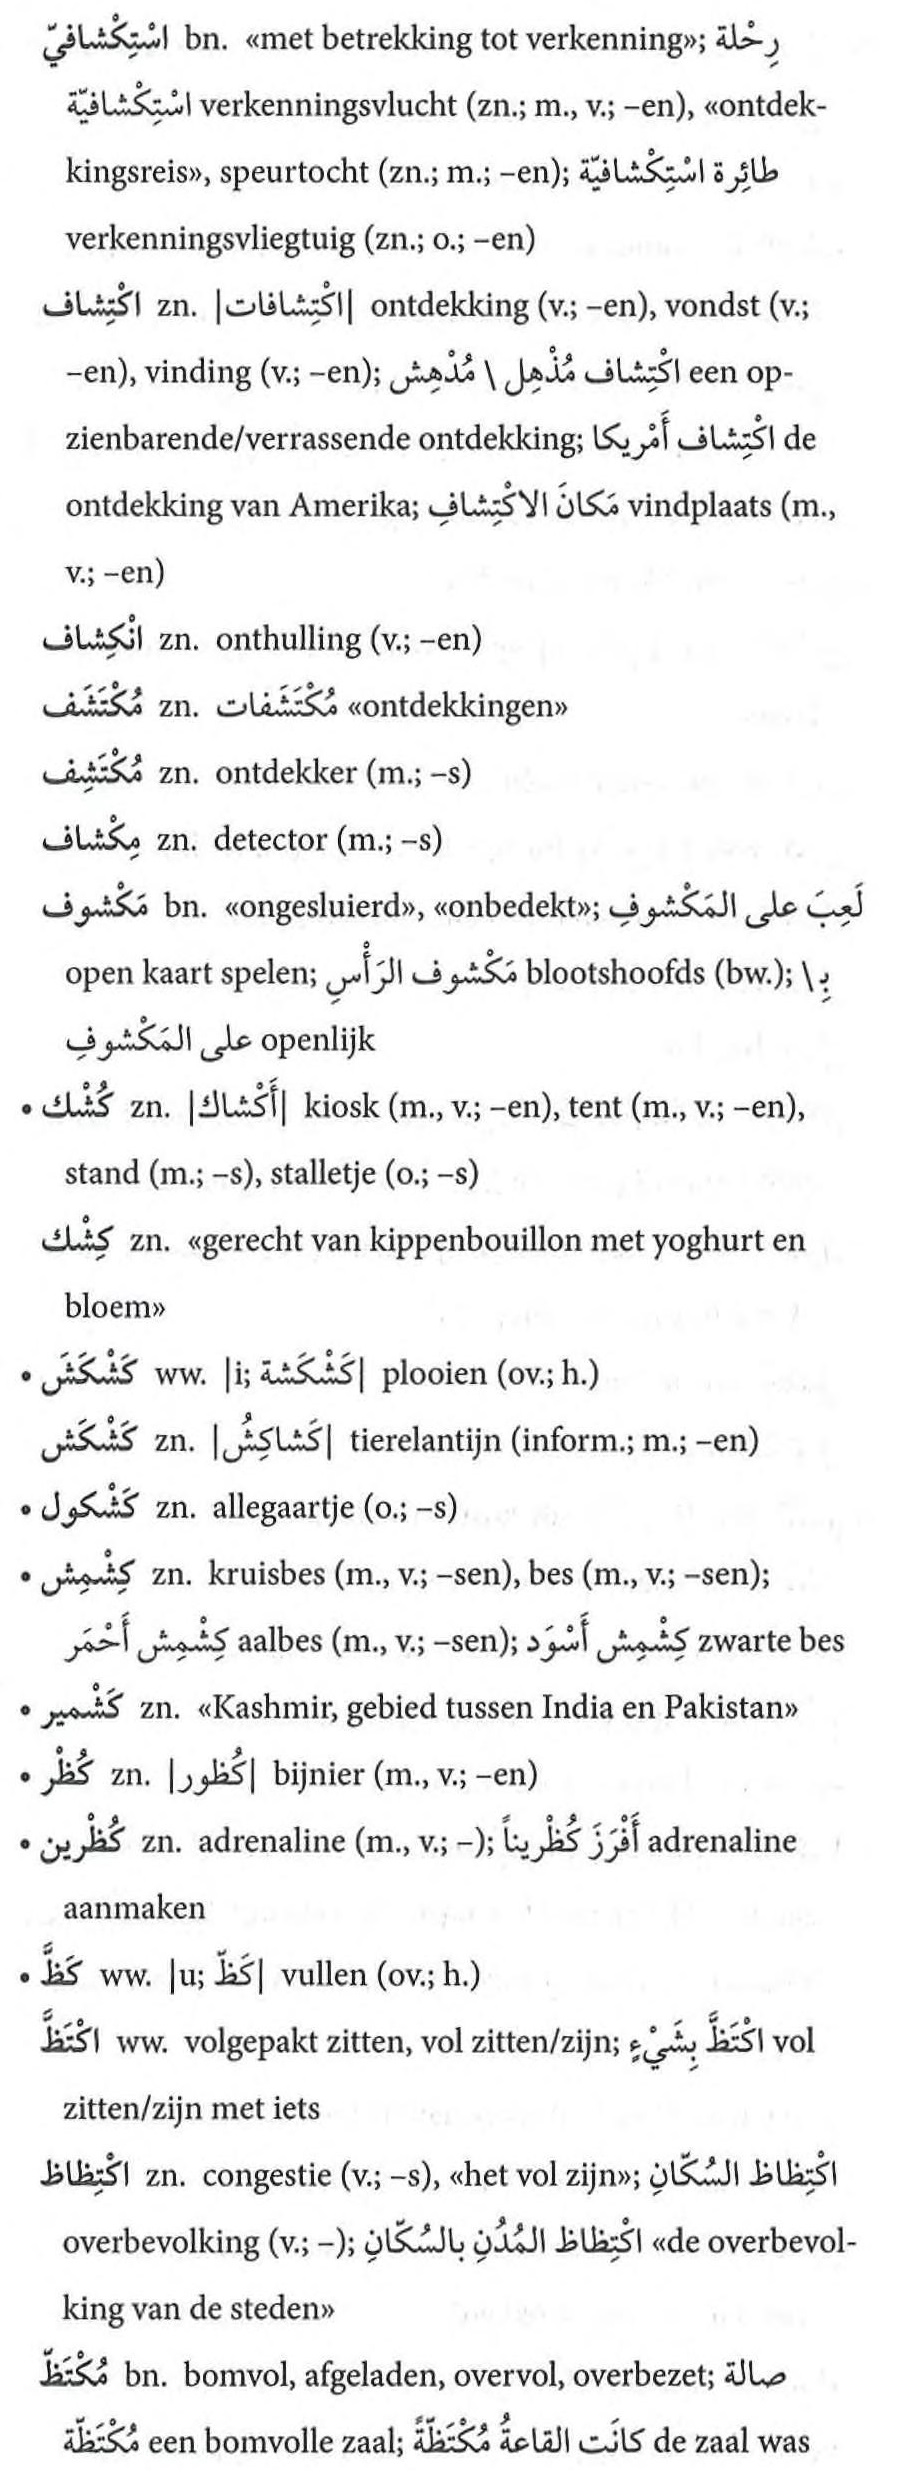 اسْتِكْشافيّ bn. «met betrekking tot verkenning»; رِحْلة
اسْتِكْشافيّة verkenningsvlucht (zn.; m., v.; –en), «ontdek-
kingsreis», speurtocht (zn.; m.; –en); طائِرة اسْتِكْشافيّة
verkenningsvliegtuig (zn.; o.; –en)
اكْتِشاف zn. |اكْتِشافات| ontdekking (v.; –en), vondst (v.;
–en), vinding (v.; –en); اكْتِشاف مُذْهِل \ مُدْهِش een op-
zienbarende/verrassende ontdekking; اكْتِشاف أَمْريكا de
ontdekking van Amerika; مَكانَ الاكْتِشافِ vindplaats (m.,
v.; –en)
انْكِشاف zn. onthulling (v.; –en)
مُكْتَشَف zn. مُكْتَشَفات «ontdekkingen»
مُكْتَشِف zn. ontdekker (m.; –s)
مِكْشاف zn. detector (m.; –s)
مَكْشوف bn. «ongesluierd», «onbedekt»; لَعِبَ على المَكْشوفِ
open kaart spelen; مَكْشوف الرَأْسِ blootshoofds (bw.); بِ \
على المَكْشوفِ openlijk
• كُشْك zn. |أَكْشاك| kiosk (m., v.; –en), tent (m., v.; –en),
stand (m.; –s), stalletje (o.; –s)
كِشْك zn. «gerecht van kippenbouillon met yoghurt en
bloem»
• كَشْكَشَ ww. |i; كَشْكَشة| plooien (ov.; h.)
كَشْكَش zn. |كَشاكِشُ| tierelantijn (inform.; m.; –en)
• كَشْكول zn. allegaartje (o.; –s)
• كِشْمِش zn. kruisbes (m., v.; –sen), bes (m., v.; –sen);
كِشْمِش أَحْمَر aalbes (m., v.; –sen); كِشْمِش أَسْوَد zwarte bes
• كَشْمير zn. «Kashmir, gebied tussen India en Pakistan»
• كُظْر zn. |كُظور| bijnier (m., v.; –en)
• كُظْرين zn. adrenaline (m., v.; –); أَفْرَزَ كُظْريناً adrenaline
aanmaken
• كَظَّ ww. |u; كَظّ| vullen (ov.; h.)
اكْتَظَّ ww. volgepakt zitten, vol zitten/zijn; اكْتَظَّ بِشَيْءٍ vol
zitten/zijn met iets
اكْتِظاظ zn. congestie (v.; –s), «het vol zijn»; اكْتِظاظ السُكّانِ
overbevolking (v.; –); اكْتِظاظ المُدُنِ بالسُكّانِ «de overbevol-
king van de steden»
مُكْتَظّ bn. bomvol, afgeladen, overvol, overbezet; صالة
مُكْتَظّة een bomvolle zaal; كانَت القاعةُ مُكْتَظّةً de zaal was